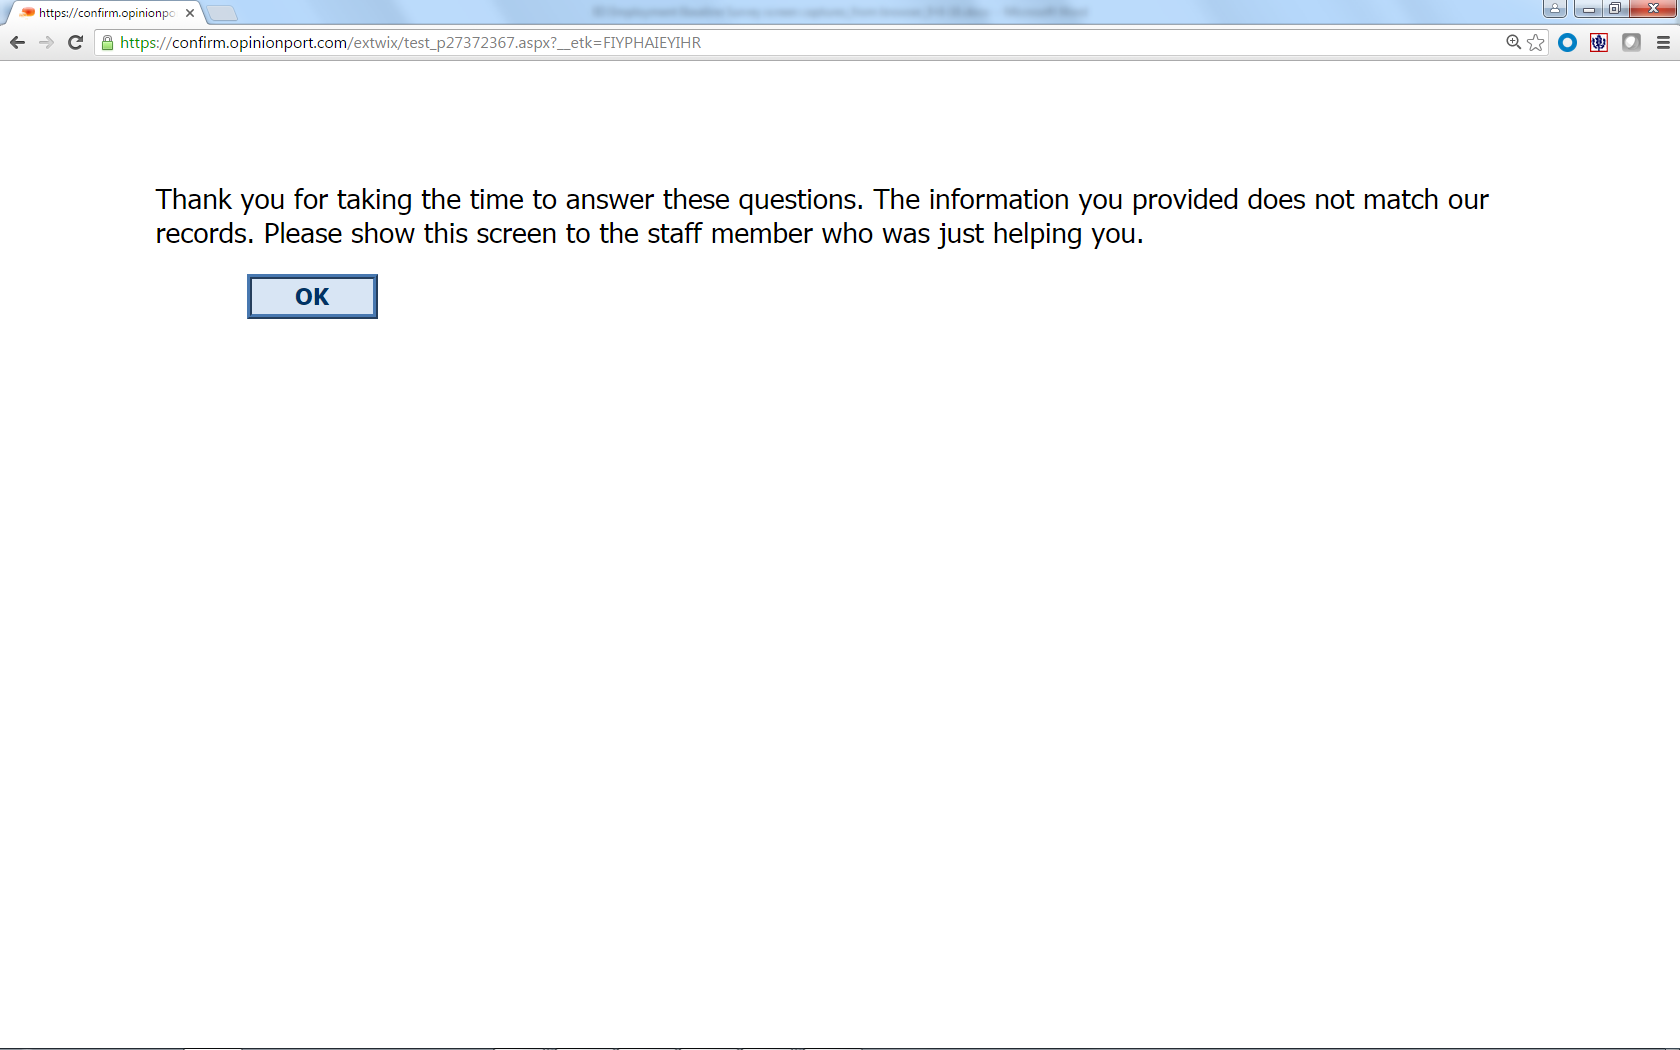 https://confirm.opinionpo
https://confirm.opinionport.com/extwix/test_p27372367.aspx?__etk=FIYPHAIEYIHR
Thank you for taking the time to answer these questions. The information you provided does not match our
records. Please show this screen to the staff member who was just helping you.
OK